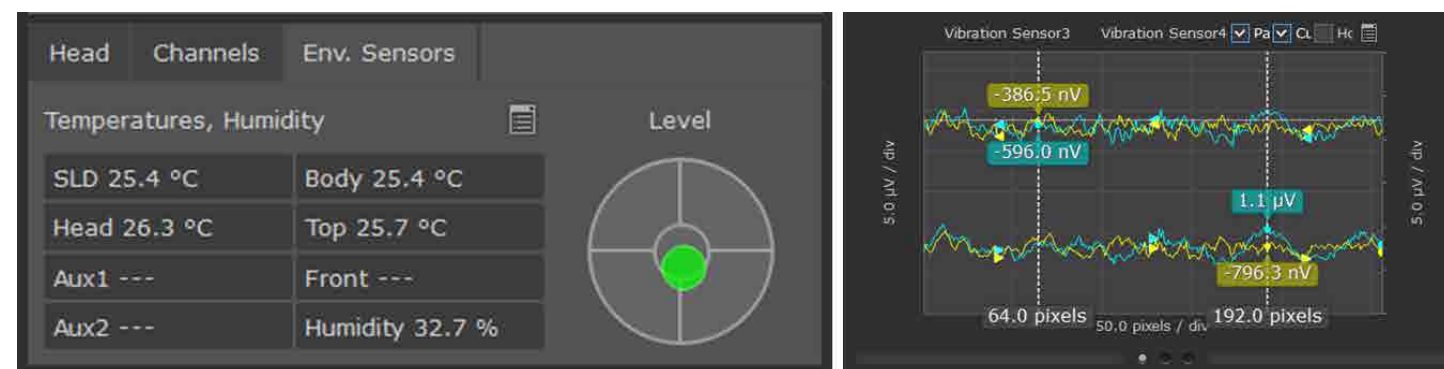 Head Channels Env. Sensors
Temperatures, Humidity
Level
SLD 25.4 °C Body 25.4 °C
Head 26.3 °C Top 25.7 °C
Aux1 --- Front ---
Aux2 --- Humidity 32.7 %
Vibration Sensor3 Vibration Sensor4 Pa Cu Ho
-386.5 nV
-596.0 nV
5.0 µV / div
5.0 µV / div
1.1 µV
-796.3 nV
64.0 pixels 50.0 pixels / div 192.0 pixels